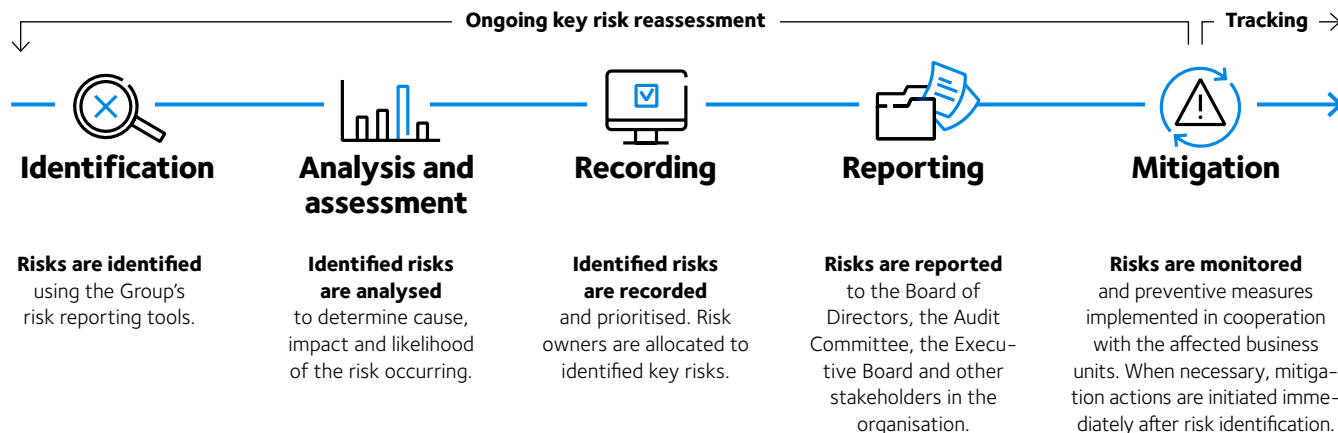 Ongoing key risk reassessment
Tracking
Identification
Analysis and
assessment
Recording
Reporting
Mitigation
Risks are identified
using the Group's
risk reporting tools.
Identified risks
are analysed
to determine cause,
impact and likelihood
of the risk occurring.
Identified risks
are recorded
and prioritised. Risk
owners are allocated to
identified key risks.
Risks are reported
to the Board of
Directors, the Audit
Committee, the Execu-
tive Board and other
stakeholders in the
organisation.
Risks are monitored
and preventive measures
implemented in cooperation
with the affected business
units. When necessary, mitiga-
tion actions are initiated imme-
diately after risk identification.